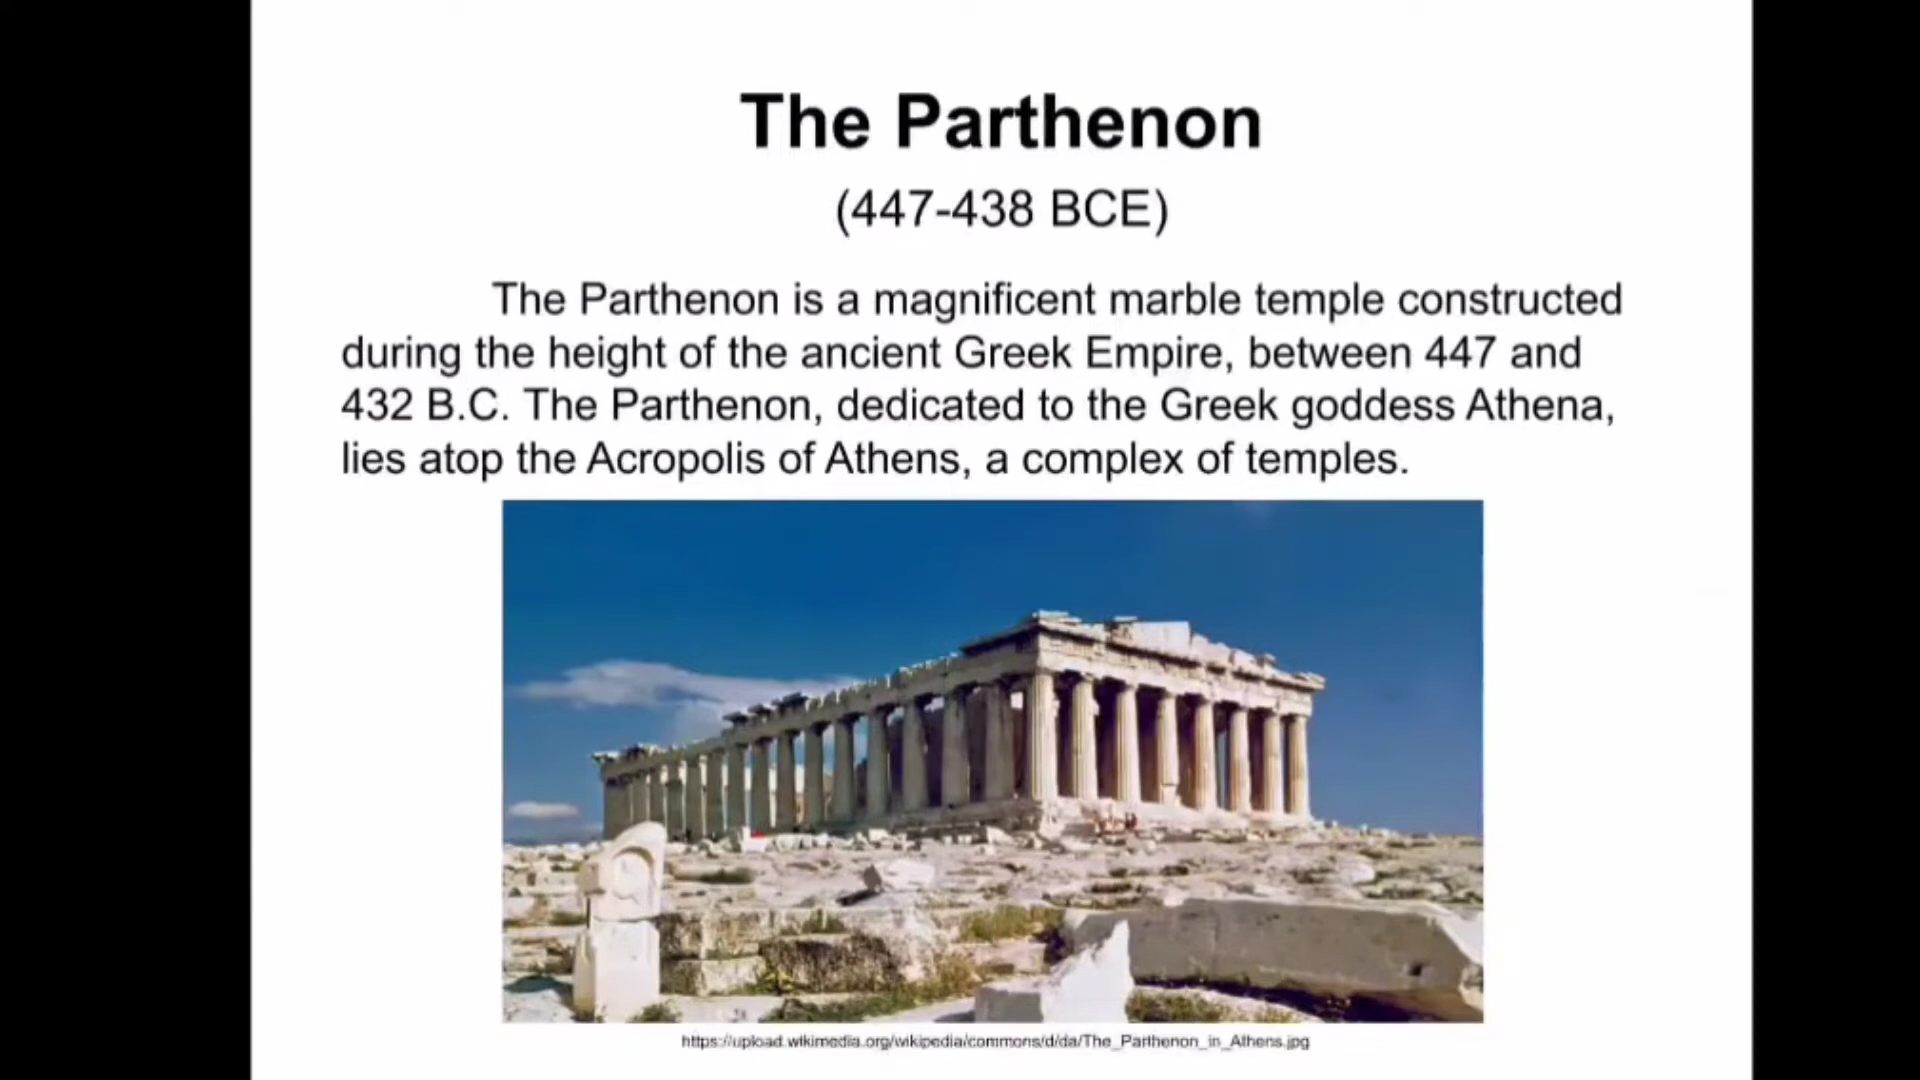 The Parthenon
(447-438 BCE)
The Parthenon is a magnificent marble temple constructed
during the height of the ancient Greek Empire, between 447 and
432 B.C. The Parthenon, dedicated to the Greek goddess Athena,
lies atop the Acropolis of Athens, a complex of temples.
https://upload.wikimedia.org/wikipedia/commons/d/da/The_Parthenon_in_Athens.jpg